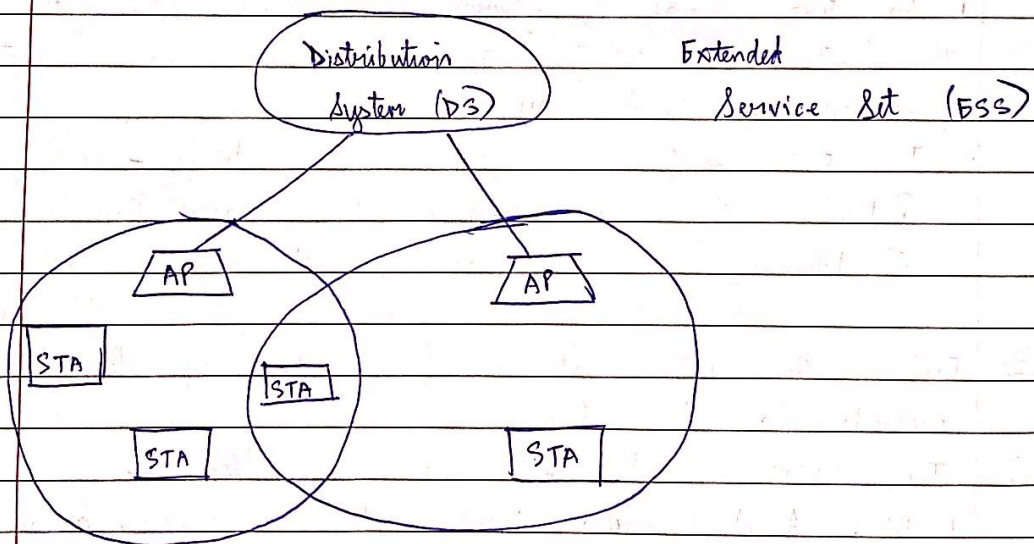 Distribution
System (DS)
Extended
Service Set (ESS)
AP
AP
STA
STA
STA
STA